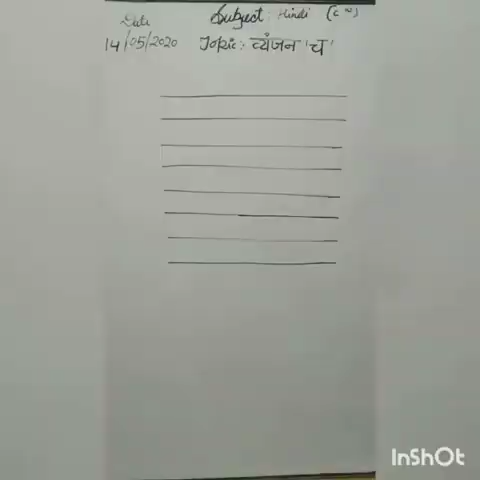 Date Subject: Hindi (C W)
14/05/2020 Topic: व्यंजन 'च'
InShOt